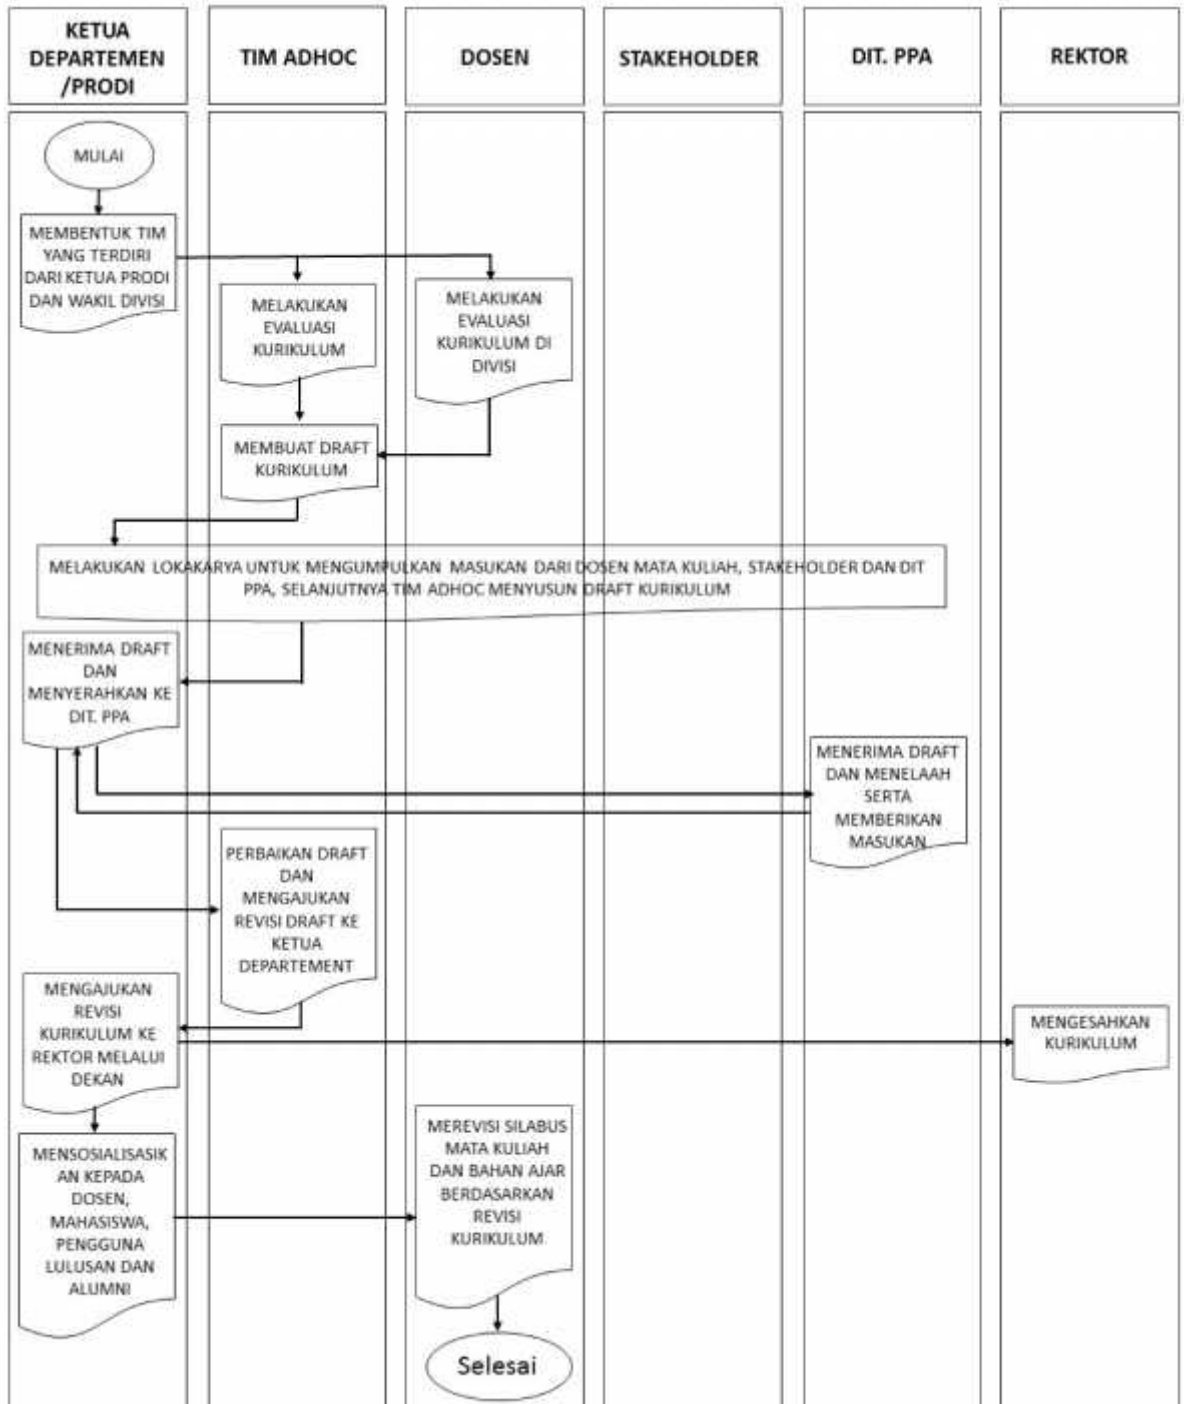 KETUA
DEPARTEMEN
/PRODI
TIM ADHOC
DOSEN
STAKEHOLDER
DIT. PPA
REKTOR
MULAI
MEMBENTUK TIM
YANG TERDIRI
DARI KETUA PRODI
DAN WAKIL DIVISI
MELAKUKAN
EVALUASI
KURIKULUM
MELAKUKAN
EVALUASI
KURIKULUM DI
DIVISI
MEMBUAT DRAFT
KURIKULUM
MELAKUKAN LOKAKARYA UNTUK MENGUMPULKAN MASUKAN DARI DOSEN MATA KULIAH, STAKEHOLDER DAN DIT
PPA, SELANJUTNYA TIM ADHOC MENYUSUN DRAFT KURIKULUM
MENERIMA DRAFT
DAN
MENYERAHKAN KE
DIT. PPA
MENERIMA DRAFT
DAN MENELAAH
SERTA
MEMBERIKAN
MASUKAN
PERBAIKAN DRAFT
DAN
MENGAJUKAN
REVISI DRAFT KE
KETUA
DEPARTEMENT
MENGAJUKAN
REVISI
KURIKULUM KE
REKTOR MELALUI
DEKAN
MENGESAHKAN
KURIKULUM
MENSOSIALISASIK
AN KEPADA
DOSEN,
MAHASISWA,
PENGGUNA
LULUSAN DAN
ALUMNI
MEREVISI SILABUS
MATA KULIAH
DAN BAHAN AJAR
BERDASARKAN
REVISI
KURIKULUM
Selesai